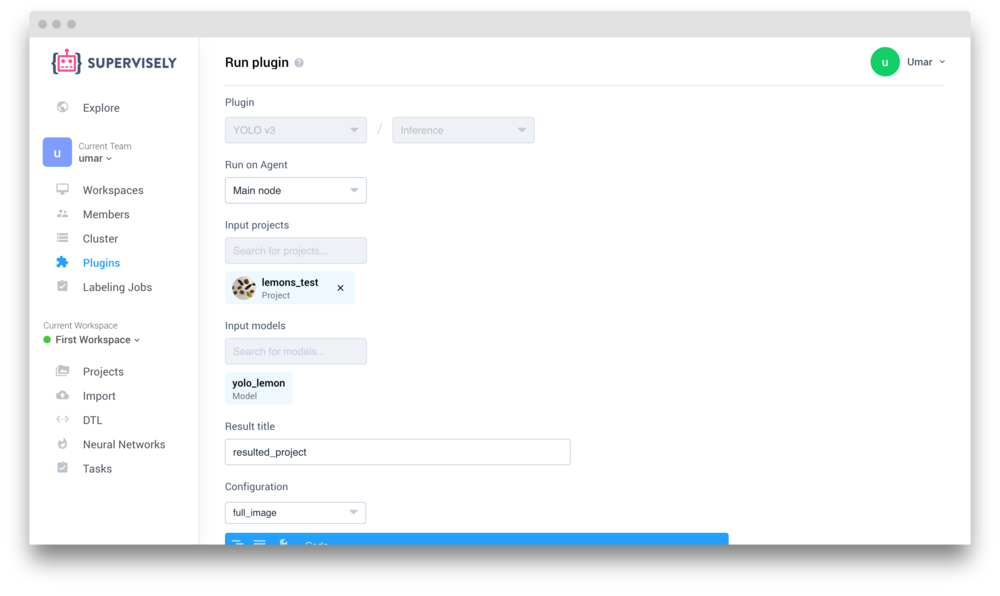 SUPERVISELY
Explore
u
Current Team
umar
Workspaces
Members
Cluster
Plugins
Labeling Jobs
Current Workspace
First Workspace
Projects
Import
DTL
Neural Networks
Tasks
Run plugin ?
u Umar
Plugin
YOLO v3 / Inference
Run on Agent
Main node
Input projects
Search for projects...
lemons_test
Project
Input models
Search for models...
yolo_lemon
Model
Result title
resulted_project
Configuration
full_image
Code